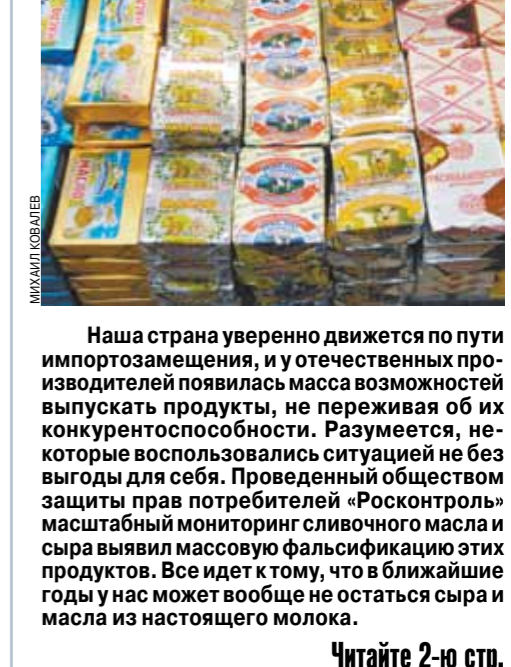 МИХАИЛ КОВАЛЕВ
МАСЛО
Наша страна уверенно движется по пути
импортозамещения, и у отечественных про-
изводителей появилась масса возможностей
выпускать продукты, не переживая об их
конкурентоспособности. Разумеется, не-
которые воспользовались ситуацией не без
выгоды для себя. Проведенный обществом
защиты прав потребителей «Росконтроль»
масштабный мониторинг сливочного масла и
сыра выявил массовую фальсификацию этих
продуктов. Все идет к тому, что в ближайшие
годы у нас может вообще не остаться сыра и
масла из настоящего молока.
Читайте 2-ю стр.